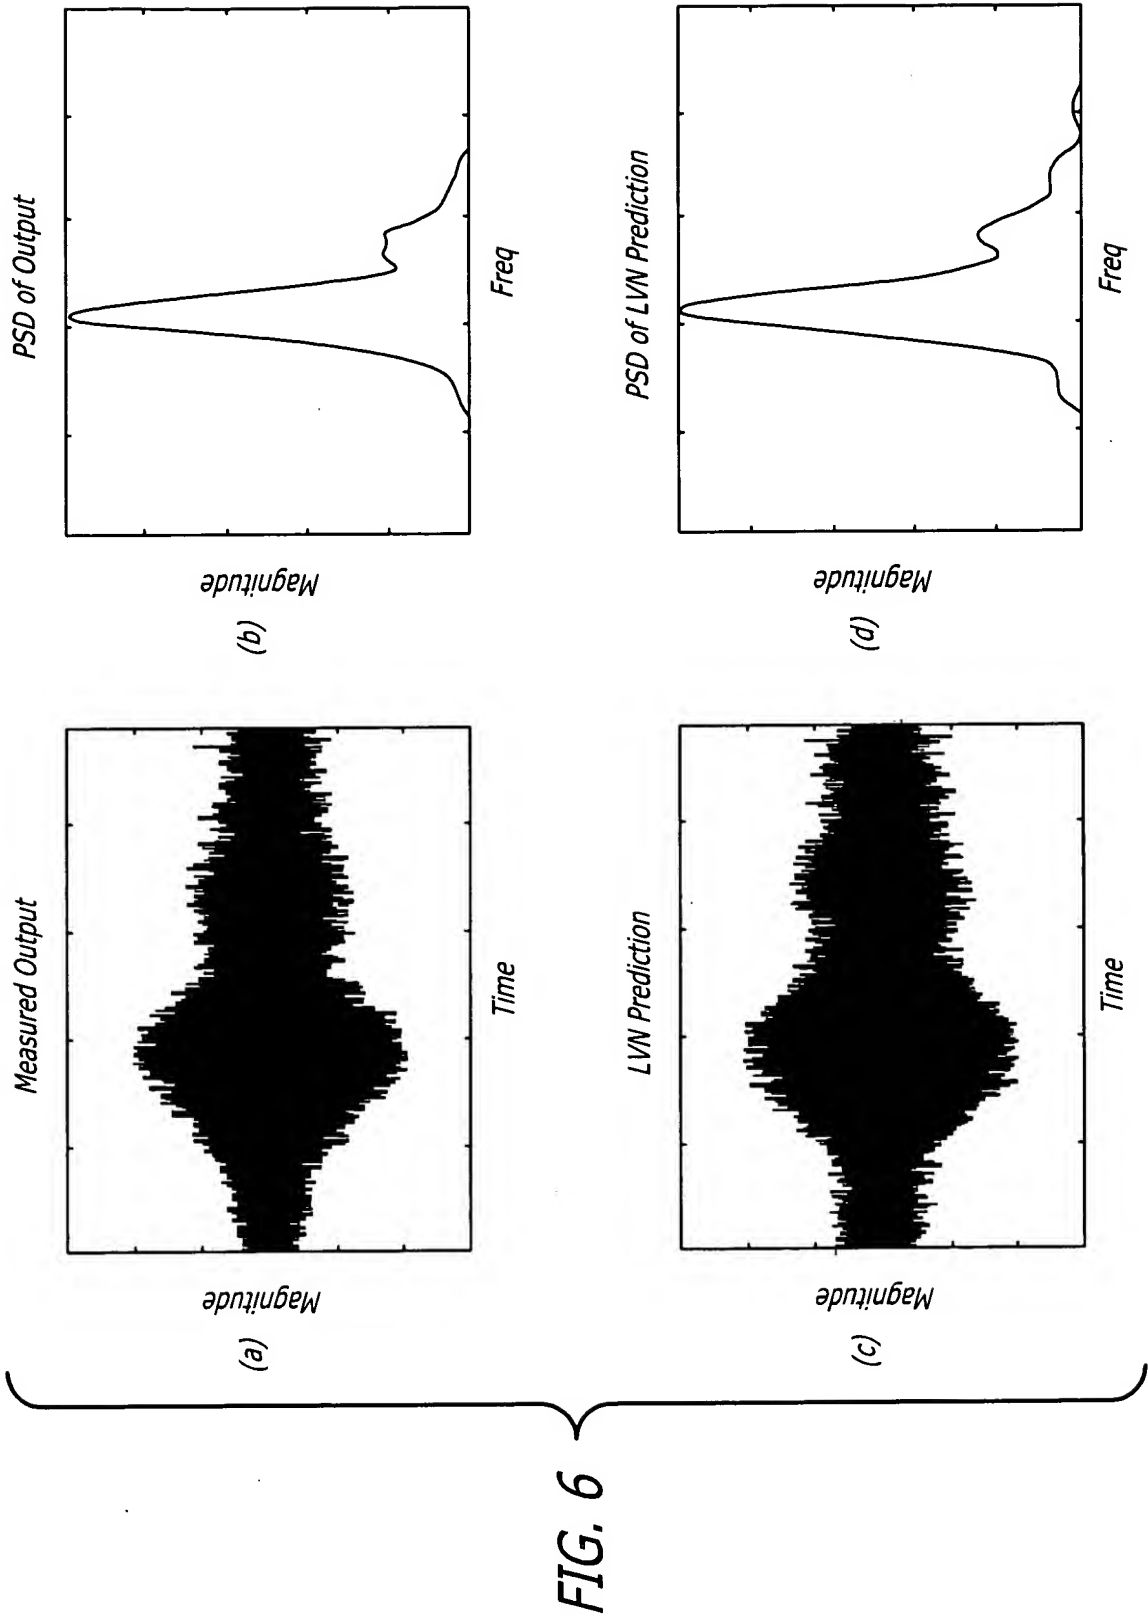 FIG. 6
(a)
Measured Output
Magnitude
Time
(b)
PSD of Output
Magnitude
Freq
(c)
LVN Prediction
Magnitude
Time
(d)
PSD of LVN Prediction
Magnitude
Freq